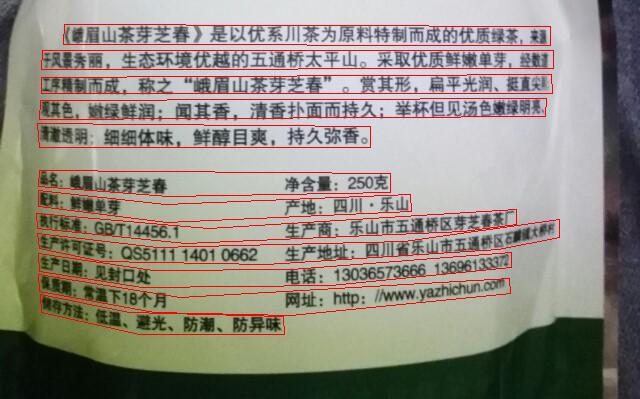 《峨眉山茶芽芝春》是以优系川茶为原料特制而成的优质绿茶，来源
于风景秀丽，生态环境优越的五通桥太平山。采取优质鲜嫩单芽，经数道
工序精制而成，称之“峨眉山茶芽芝春”。赏其形，扁平光润、挺直尖削
观其色，嫩绿鲜润；闻其香，清香扑面而持久；举杯但见汤色嫩绿明亮、
清澈透明；细细体味，鲜醇目爽，持久弥香。
品名：峨眉山茶芽芝春 净含量：250克
配料：鲜嫩单芽 产地：四川·乐山
执行标准：GB/T14456.1 生产商：乐山市五通桥区芽芝春茶厂
生产许可证号：QS5111 1401 0662 生产地址：四川省乐山市五通桥区石麟镇大桥村
生产日期：见封口处 电话：13036573666 13696133372
保质期：常温下18个月 网址：http：//www.yazhichun.com
储存方法：低温、避光、防潮、防异味